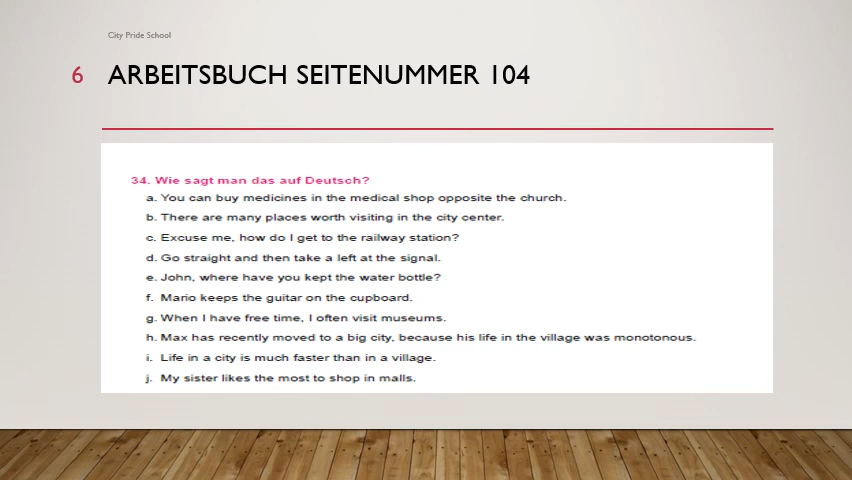 City Pride School
6 ARBEITSBUCH SEITENUMMER 104
34. Wie sagt man das auf Deutsch?
a. You can buy medicines in the medical shop opposite the church.
b. There are many places worth visiting in the city center.
c. Excuse me, how do I get to the railway station?
d. Go straight and then take a left at the signal.
e. John, where have you kept the water bottle?
f. Mario keeps the guitar on the cupboard.
g. When I have free time, I often visit museums.
h. Max has recently moved to a big city, because his life in the village was monotonous.
i. Life in a city is much faster than in a village.
j. My sister likes the most to shop in malls.